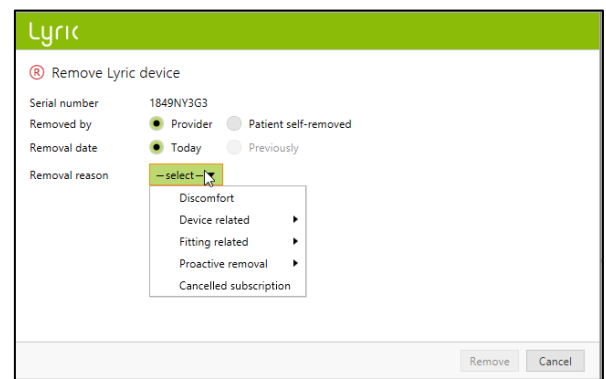 Lyric
R Remove Lyric device
Serial number 1849NY3G3
Removed by Provider Patient self-removed
Removal date Today Previously
Removal reason —select—
Discomfort
Device related
Fitting related
Proactive removal
Cancelled subscription
Remove Cancel